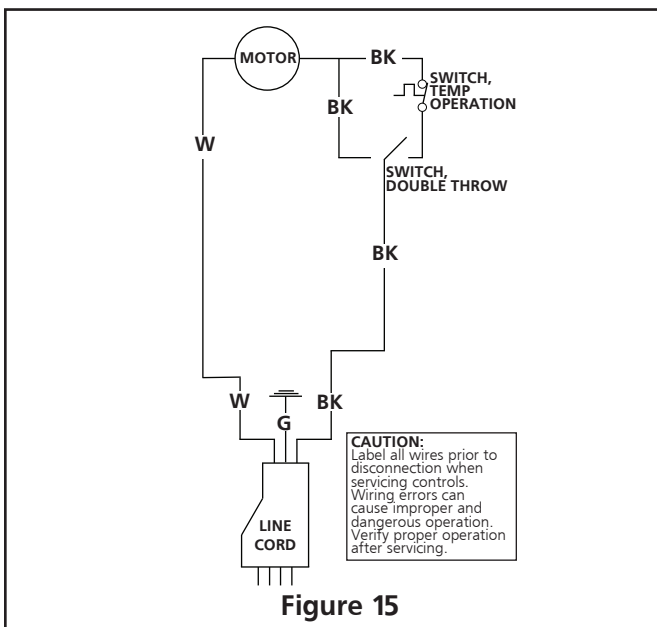 MOTOR
BK
SWITCH,
TEMP
OPERATION
BK
W
SWITCH,
DOUBLE THROW
BK
W
G
BK
CAUTION:
Label all wires prior to
disconnection when
servicing controls.
Wiring errors can
cause improper and
dangerous operation.
Verify proper operation
after servicing.
LINE
CORD
Figure 15